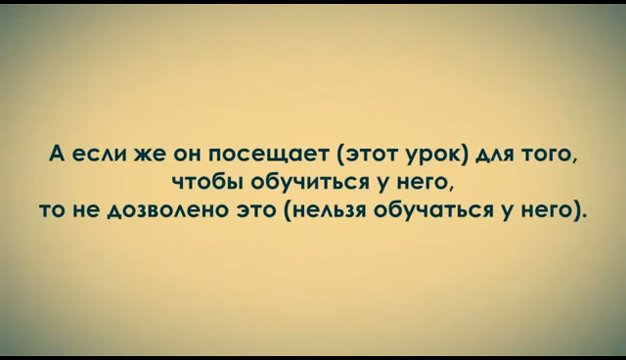 А если же он посещает (этот урок) для того,
чтобы обучиться у него,
то не дозволено это (нельзя обучаться у него).